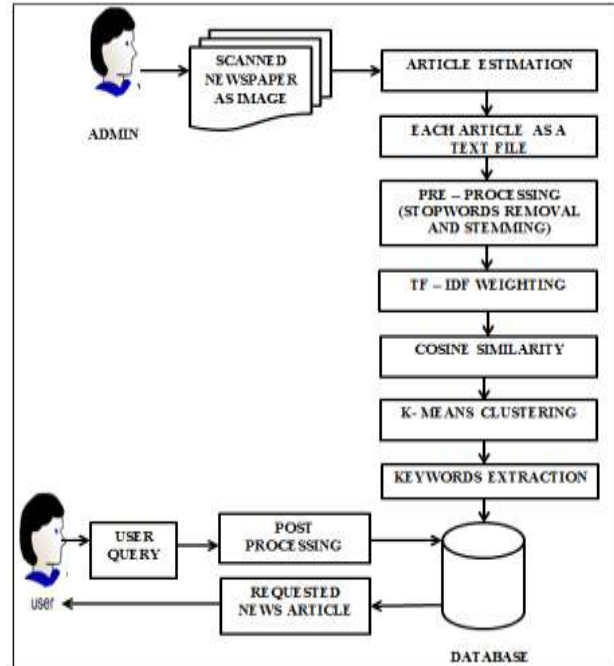 SCANNED
NEWSPAPER
AS IMAGE
ADMIN
ARTICLE ESTIMATION
EACH ARTICLE AS A
TEXT FILE
PRE – PROCESSING
(STOPWORDS REMOVAL
AND STEMMING)
TF – IDF WEIGHTING
COSINE SIMILARITY
K- MEANS CLUSTERING
KEYWORDS EXTRACTION
USER
QUERY
POST
PROCESSING
user
REQUESTED
NEWS ARTICLE
DATABASE